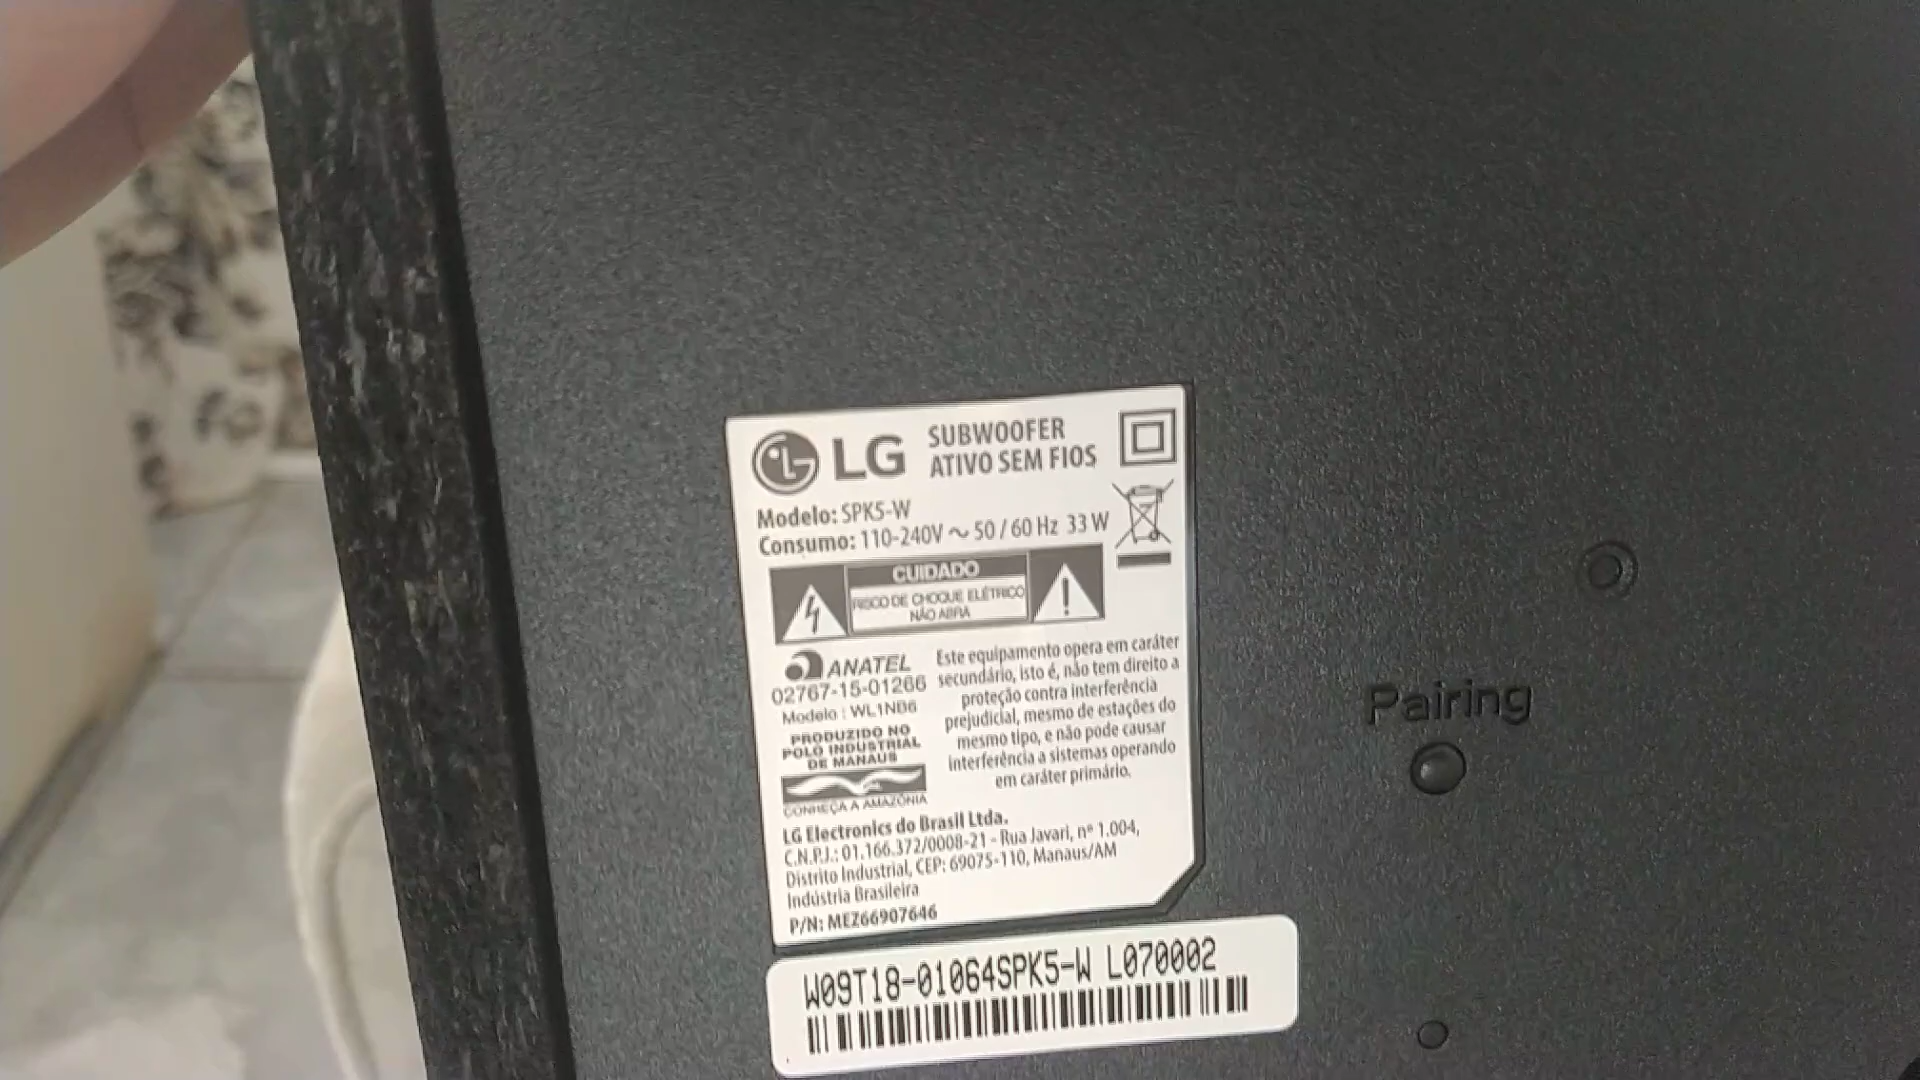 LG SUBWOOFER
ATIVO SEM FIOS
Modelo: SPK5-W
Consumo: 110-240V ~ 50 / 60 Hz 33 W
CUIDADO
RISCO DE CHOQUE ELÉTRICO
NÃO ABRA
ANATEL
02767-15-01266
Modelo : WL1NB6
PRODUZIDO NO
POLO INDUSTRIAL
DE MANAUS
CONHEÇA A AMAZÔNIA
Este equipamento opera em caráter
secundário, isto é, não tem direito a
proteção contra interferência
prejudicial, mesmo de estações do
mesmo tipo, e não pode causar
interferência a sistemas operando
em caráter primário.
LG Electronics do Brasil Ltda.
C.N.P.J.: 01.166.372/0008-21 - Rua Javari, nº 1.004,
Distrito Industrial, CEP: 69075-110, Manaus/AM
Indústria Brasileira
P/N: MEZ66907646
W09T18-01064SPK5-W L070002
Pairing